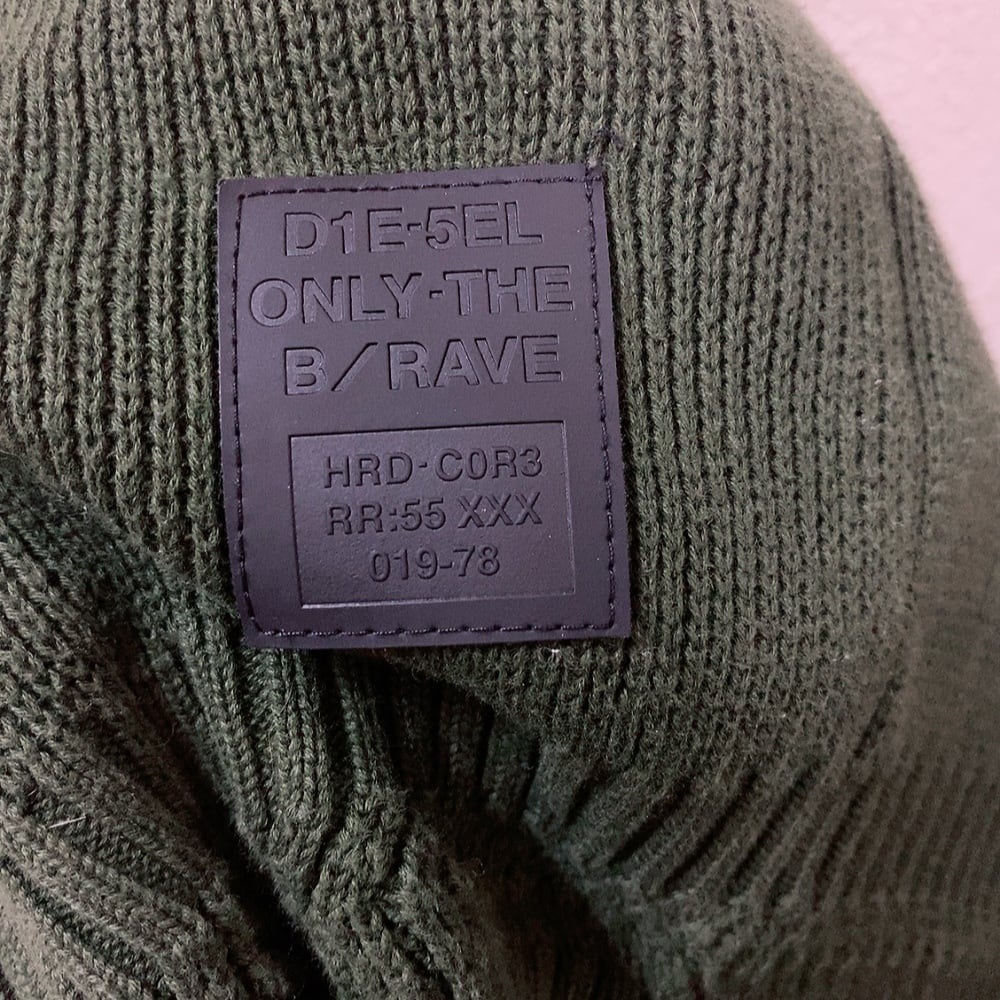 D1E-5EL
ONLY-THE
B/RAVE
HRD-C0R3
RR:55 XXX
019-78